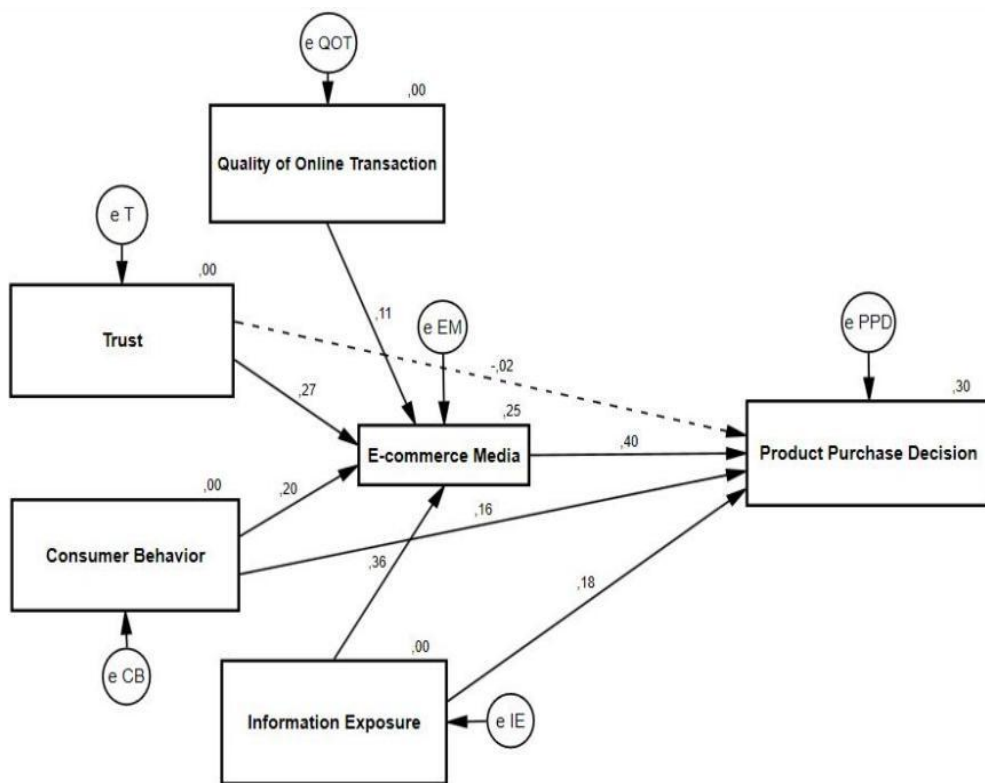 e QOT
,00
Quality of Online Transaction
e T
,00
Trust
,11
e EM
e PPD
-,02
,27
,25
,30
E-commerce Media
,40
Product Purchase Decision
,00
,20
,16
Consumer Behavior
,36
,18
,00
e CB
Information Exposure
e IE